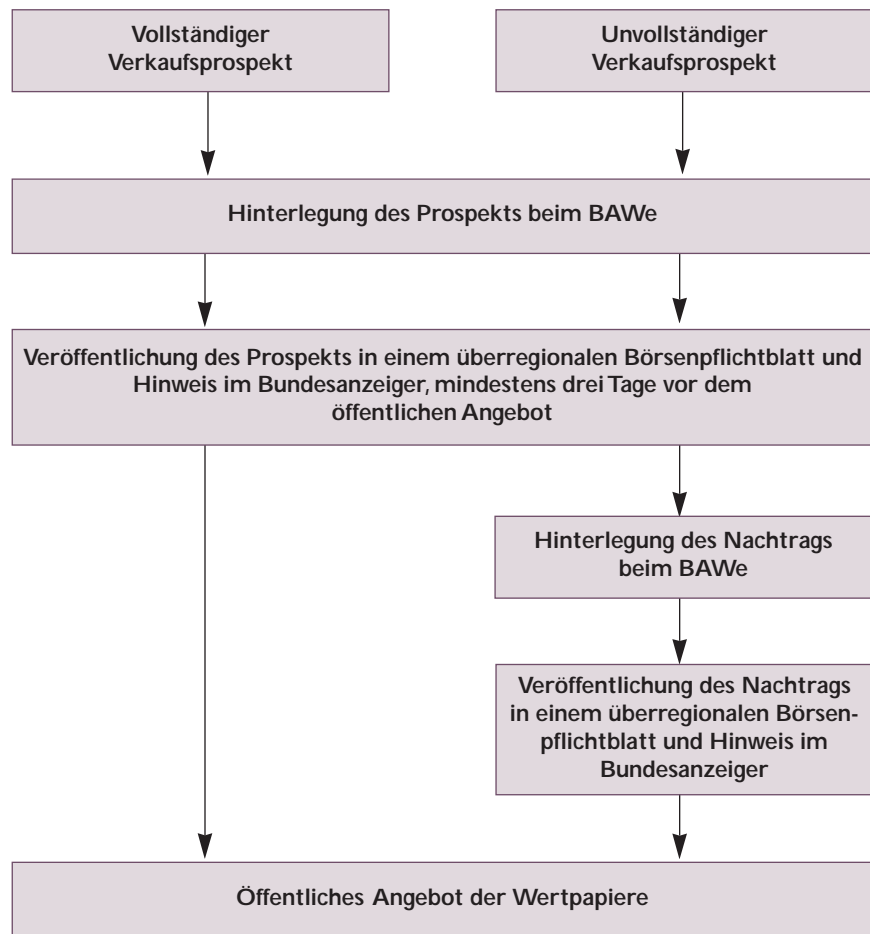 Vollständiger
Verkaufsprospekt
Unvollständiger
Verkaufsprospekt
Hinterlegung des Prospekts beim BAWe
Veröffentlichung des Prospekts in einem überregionalen Börsenpflichtblatt und
Hinweis im Bundesanzeiger, mindestens drei Tage vor dem
öffentlichen Angebot
Hinterlegung des Nachtrags
beim BAWe
Veröffentlichung des Nachtrags
in einem überregionalen Börsen-
pflichtblatt und Hinweis im
Bundesanzeiger
Öffentliches Angebot der Wertpapiere